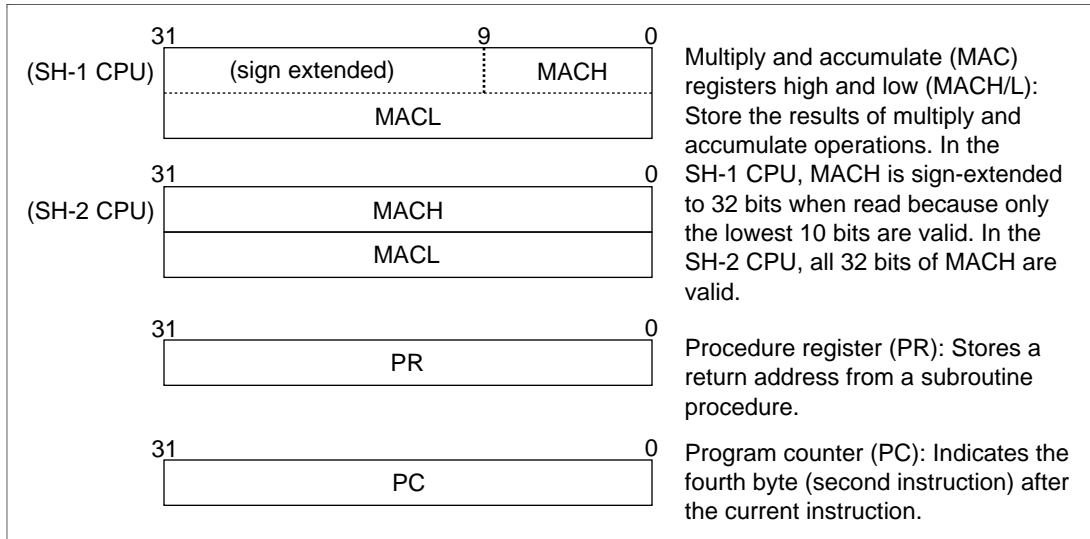 31 9 0
(SH-1 CPU) (sign extended) MACH
MACL
31 0
(SH-2 CPU) MACH
MACL
Multiply and accumulate (MAC)
registers high and low (MACH/L):
Store the results of multiply and
accumulate operations. In the
SH-1 CPU, MACH is sign-extended
to 32 bits when read because only
the lowest 10 bits are valid. In the
SH-2 CPU, all 32 bits of MACH are
valid.
31 0
PR
Procedure register (PR): Stores a
return address from a subroutine
procedure.
31 0
PC
Program counter (PC): Indicates the
fourth byte (second instruction) after
the current instruction.